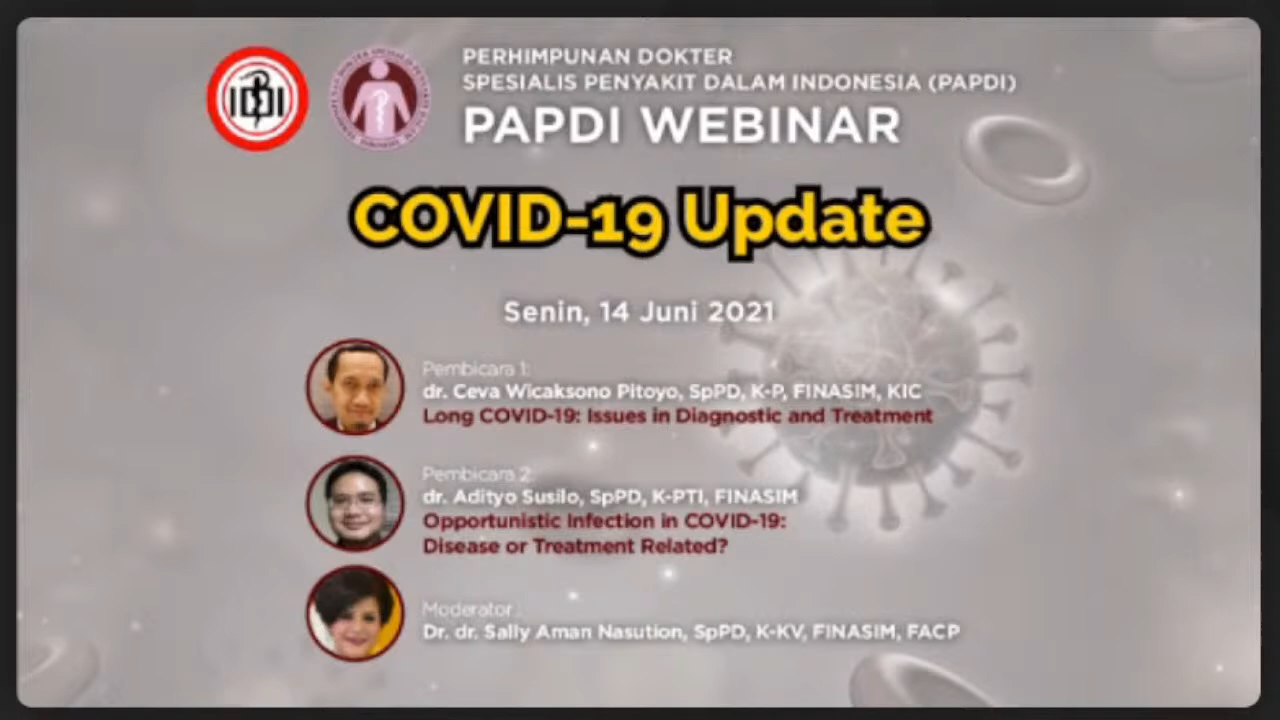 IDI
PERHIMPUNAN DOKTER
SPESIALIS PENYAKIT DALAM INDONESIA (PAPDI)
PAPDI WEBINAR
COVID-19 Update
Senin, 14 Juni 2021
Pembicara 1:
dr. Ceva Wicaksono Pitoyo, SpPD, K-P, FINASIM, KIC
Long COVID-19: Issues in Diagnostic and Treatment
Pembicara 2:
dr. Adityo Susilo, SpPD, K-PTI, FINASIM
Opportunistic Infection in COVID-19:
Disease or Treatment Related?
Moderator :
Dr. dr. Sally Aman Nasution, SpPD, K-KV, FINASIM, FACP